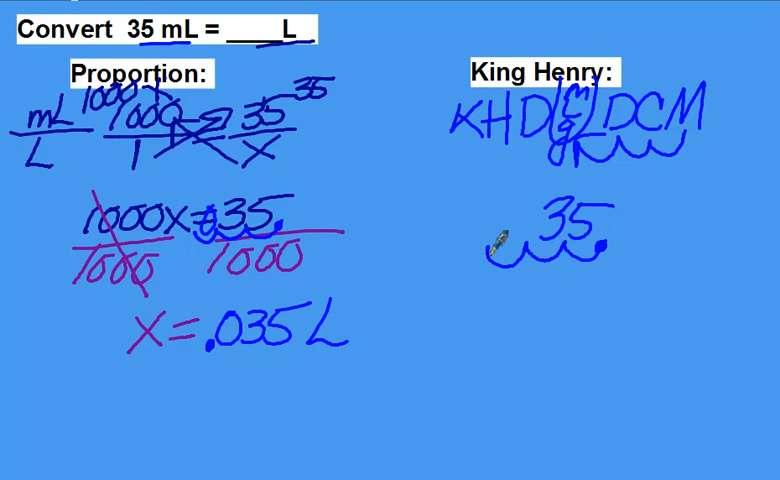 Convert 35 mL = ____L
Proportion:
mL/L 1000/1 = 35/x
1000x 35
1000x = 35.
1000 1000
x = .035 L
King Henry:
KHD(m L g)DCM
35.